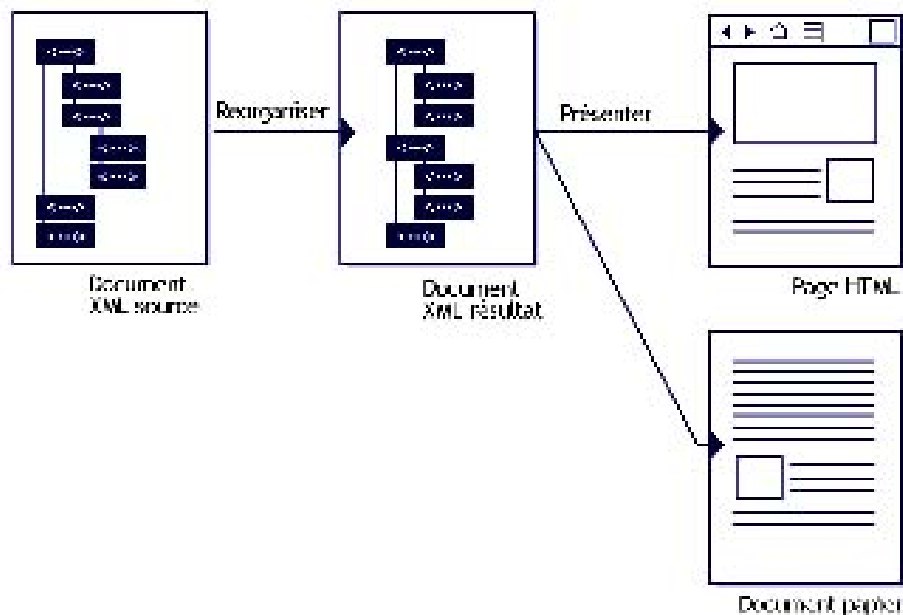 <--->
<--->
<--->
<--->
<--->
<--->
<--->
Réorganiser
<--->
<--->
<--->
<--->
<--->
<--->
<--->
Présenter
Document
XML source
Document
XML résultat
Page HTML
Document papier